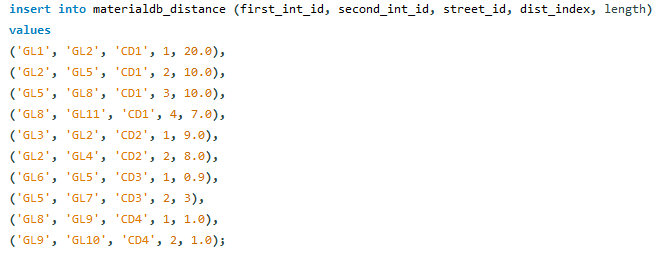 insert into materialdb_distance (first_int_id, second_int_id, street_id, dist_index, length)
values
('GL1', 'GL2', 'CD1', 1, 20.0),
('GL2', 'GL5', 'CD1', 2, 10.0),
('GL5', 'GL8', 'CD1', 3, 10.0),
('GL8', 'GL11', 'CD1', 4, 7.0),
('GL3', 'GL2', 'CD2', 1, 9.0),
('GL2', 'GL4', 'CD2', 2, 8.0),
('GL6', 'GL5', 'CD3', 1, 0.9),
('GL5', 'GL7', 'CD3', 2, 3),
('GL8', 'GL9', 'CD4', 1, 1.0),
('GL9', 'GL10', 'CD4', 2, 1.0);